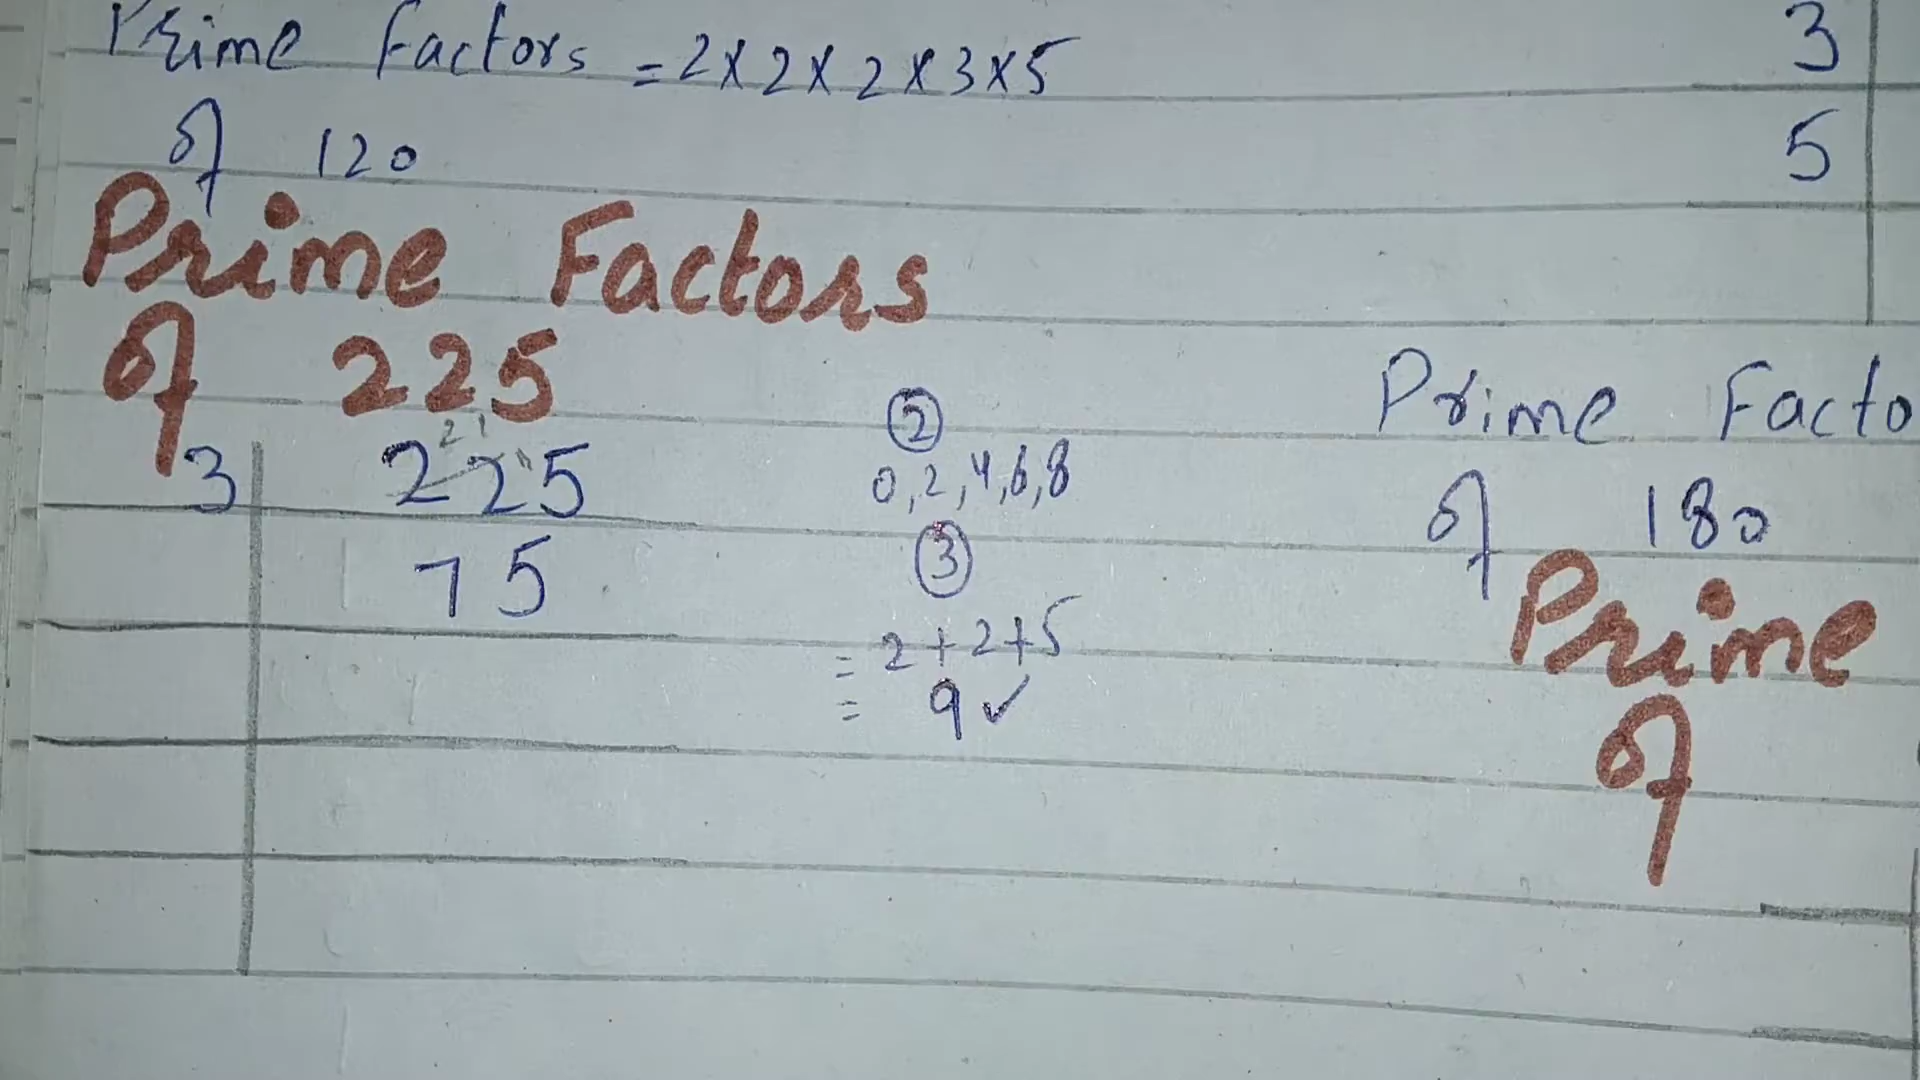 Prime Factors = 2x2x2x3x5
of 120
3
5
Prime Factors
of 225
21
3 225
75
②
0,2,4,6,8
③
= 2+2+5
= 9 ✓
Prime Facto
of 180
Prime
of